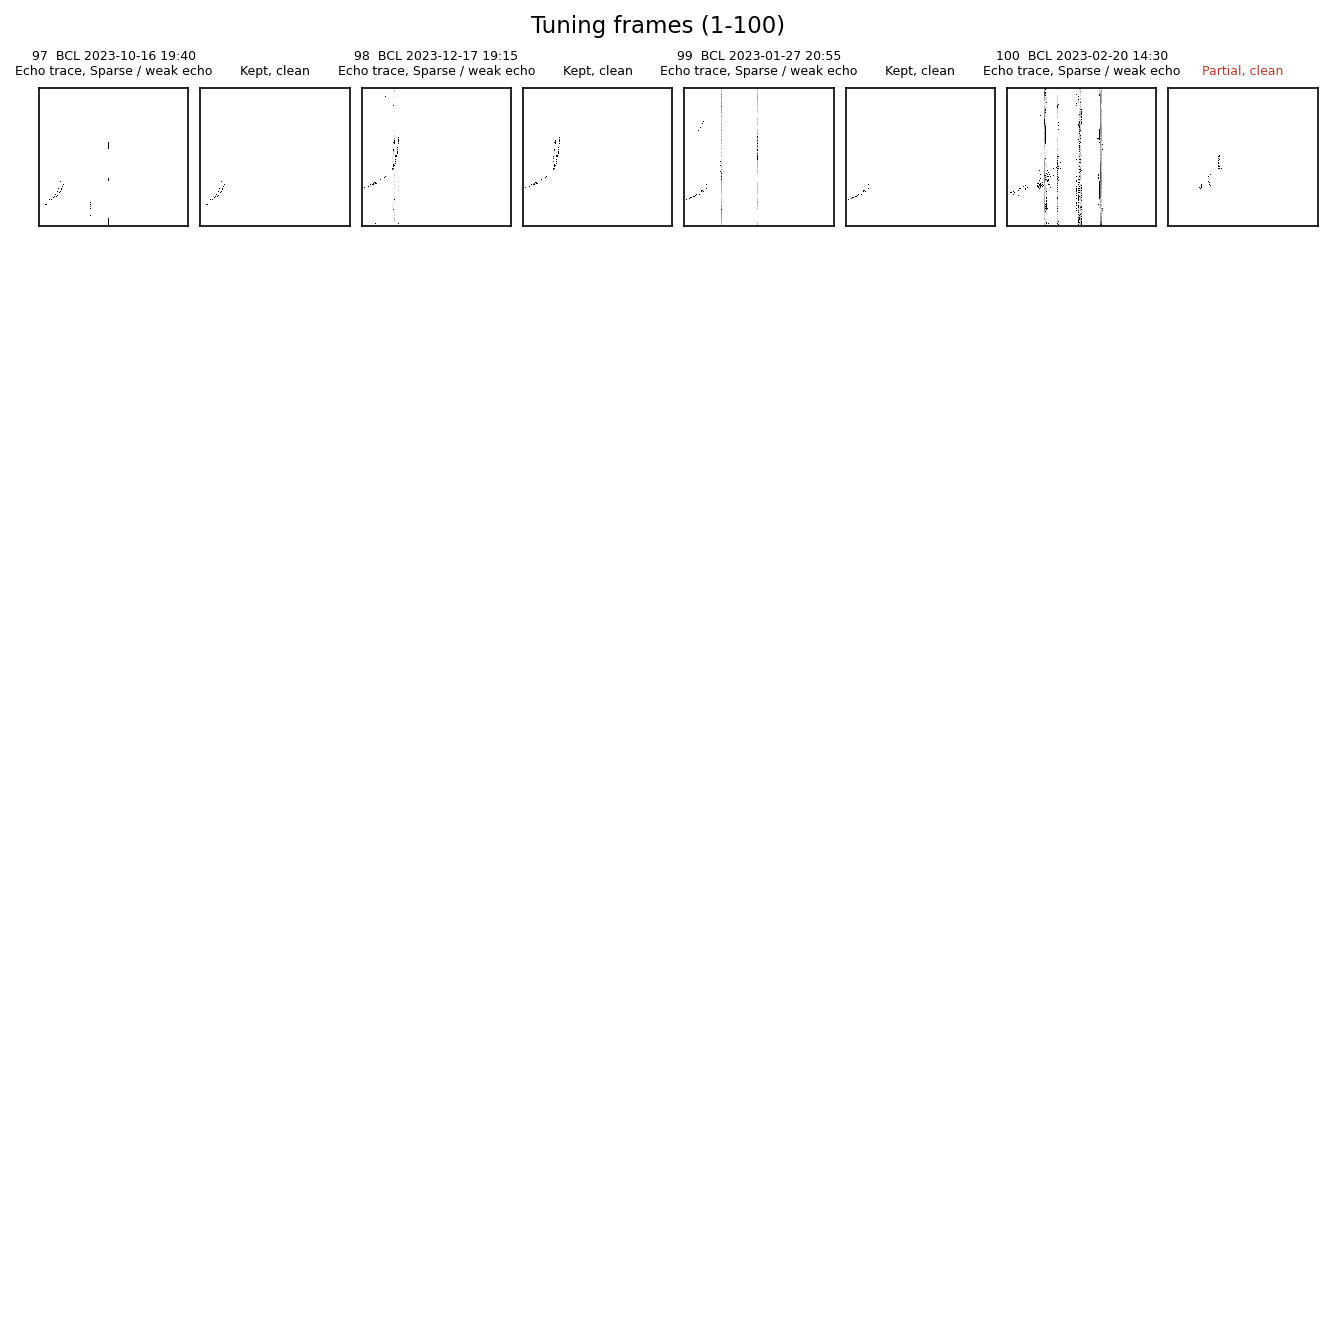 Tuning frames (1-100)
97  BCL 2023-10-16 19:40
Echo trace, Sparse / weak echo
Kept, clean
98  BCL 2023-12-17 19:15
Echo trace, Sparse / weak echo
Kept, clean
99  BCL 2023-01-27 20:55
Echo trace, Sparse / weak echo
Kept, clean
100  BCL 2023-02-20 14:30
Echo trace, Sparse / weak echo
Partial, clean